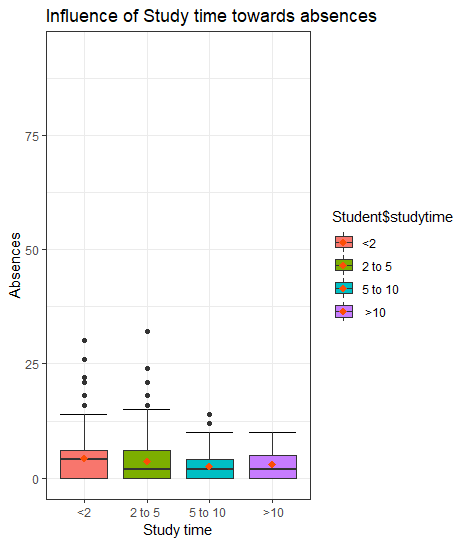 Influence of Study time towards absences
Absences
75
50
25
0
<2
2 to 5
5 to 10
>10
Study time
Student$studytime
<2
2 to 5
5 to 10
>10